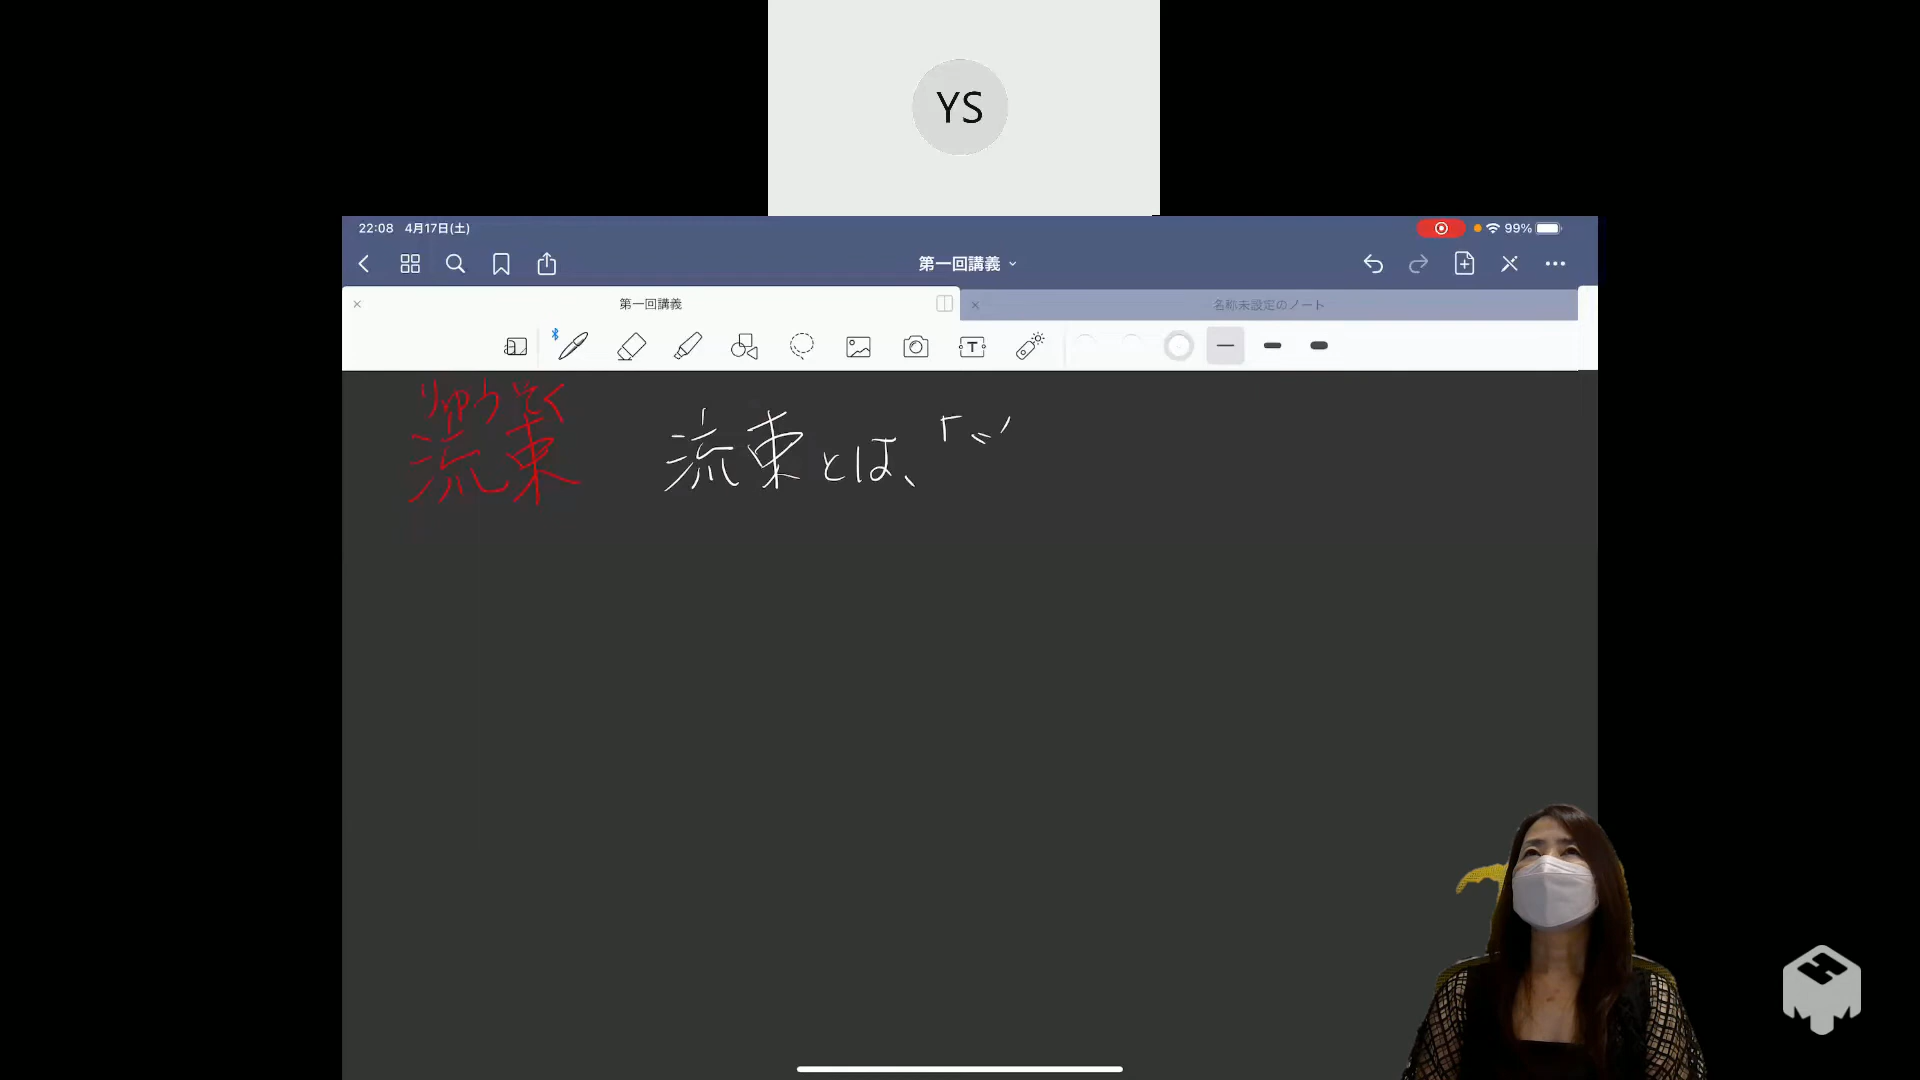 YS
22:08 4月17日(土)
99%
第一回講義
第一回講義
名称未設定のノート
T
りゅうそく
流束
流束とは、「